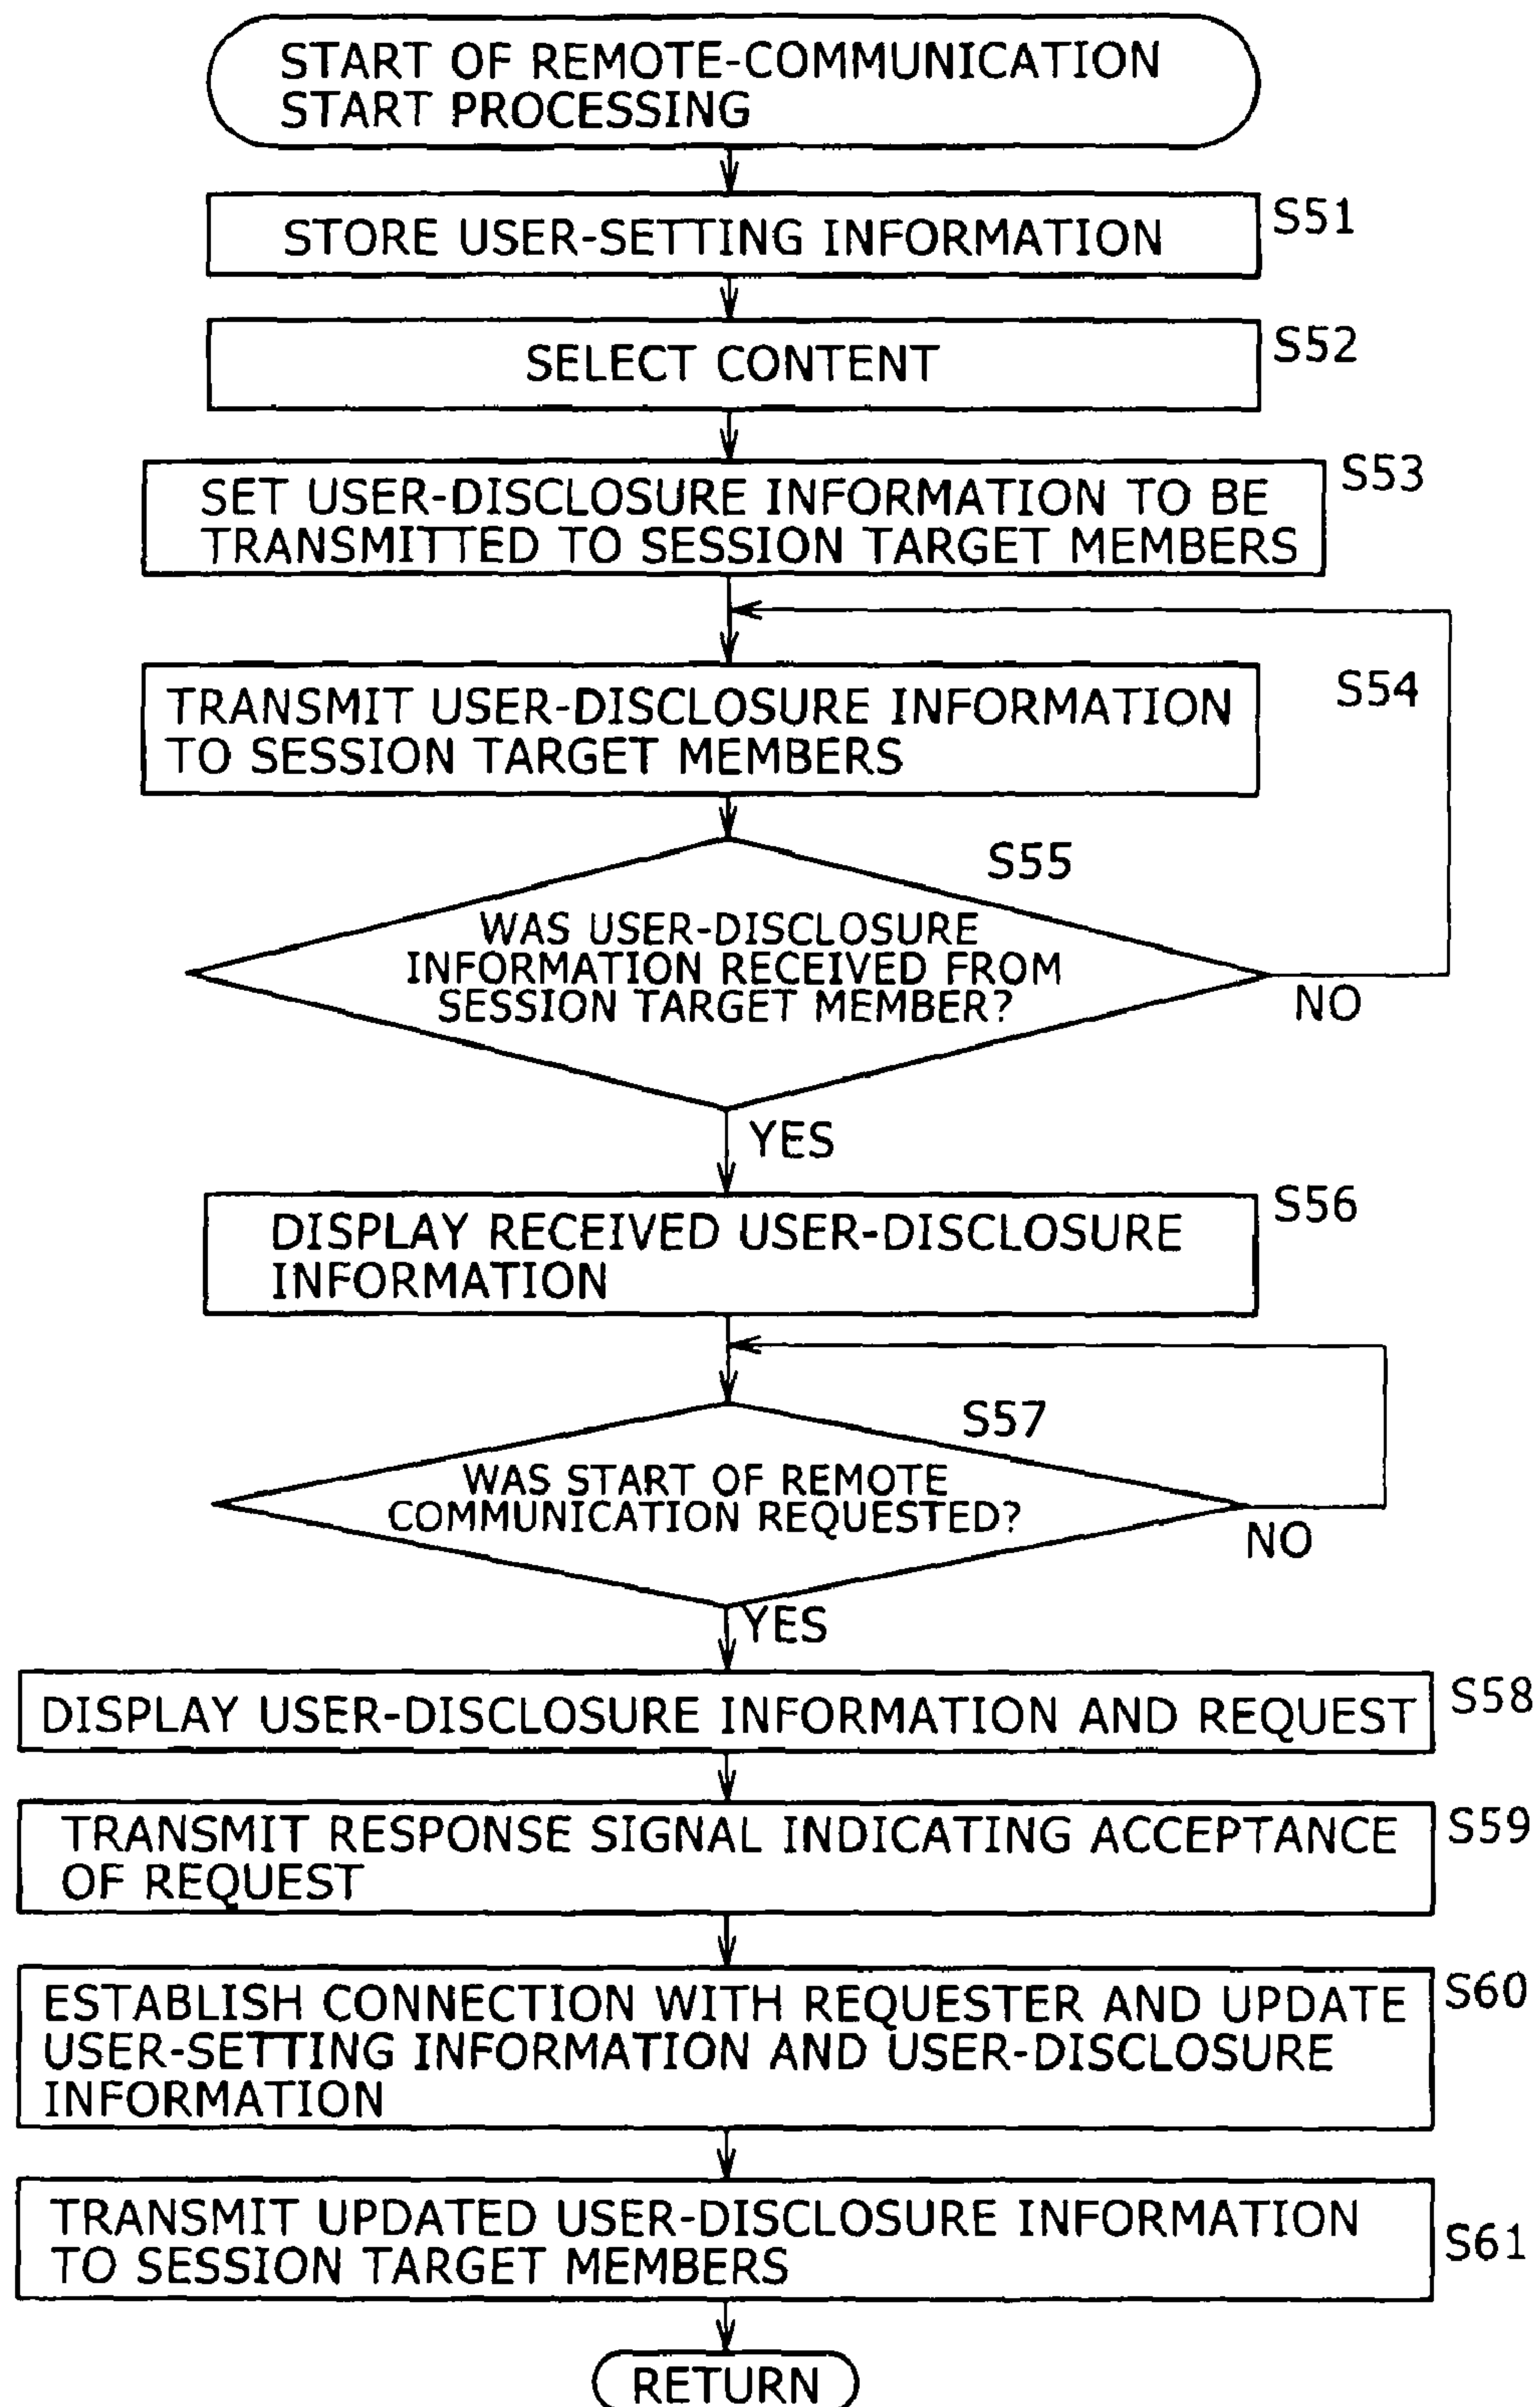 START OF REMOTE-COMMUNICATION
START PROCESSING
STORE USER-SETTING INFORMATION
S51
SELECT CONTENT
S52
SET USER-DISCLOSURE INFORMATION TO BE
TRANSMITTED TO SESSION TARGET MEMBERS
S53
TRANSMIT USER-DISCLOSURE INFORMATION
TO SESSION TARGET MEMBERS
S54
S55
WAS USER-DISCLOSURE
INFORMATION RECEIVED FROM
SESSION TARGET MEMBER?
NO
YES
DISPLAY RECEIVED USER-DISCLOSURE
INFORMATION
S56
S57
WAS START OF REMOTE
COMMUNICATION REQUESTED?
NO
YES
DISPLAY USER-DISCLOSURE INFORMATION AND REQUEST
S58
TRANSMIT RESPONSE SIGNAL INDICATING ACCEPTANCE
OF REQUEST
S59
ESTABLISH CONNECTION WITH REQUESTER AND UPDATE
USER-SETTING INFORMATION AND USER-DISCLOSURE
INFORMATION
S60
TRANSMIT UPDATED USER-DISCLOSURE INFORMATION
TO SESSION TARGET MEMBERS
S61
RETURN